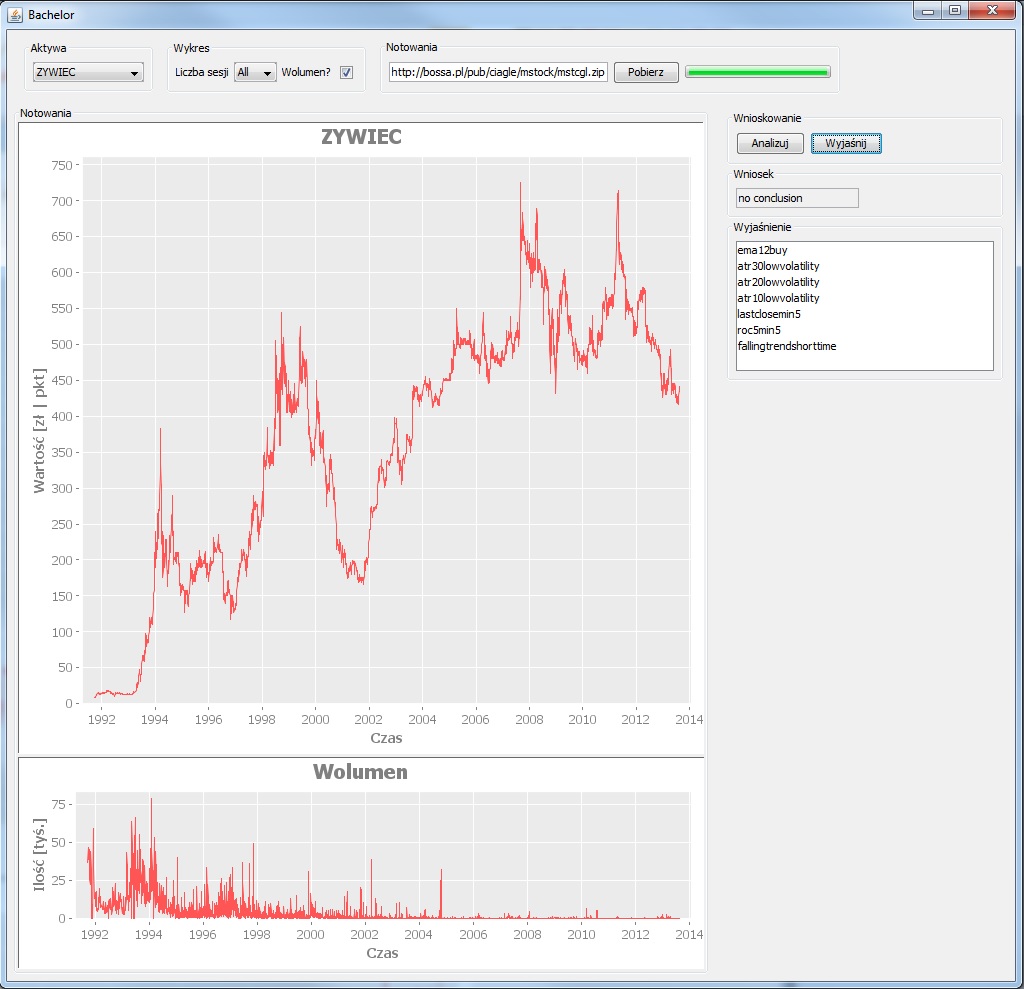 Bachelor
Aktywa
ZYWIEC
Wykres
Liczba sesji All Wolumen?
Notowania
http://bossa.pl/pub/ciagle/mstock/mstcgl.zip Pobierz
Notowania
ZYWIEC
750
700
650
600
550
500
450
400
350
300
250
200
150
100
50
0
Wartość [zł | pkt]
1992 1994 1996 1998 2000 2002 2004 2006 2008 2010 2012 2014
Czas
Wolumen
75
50
25
0
Ilość [tyś.]
1992 1994 1996 1998 2000 2002 2004 2006 2008 2010 2012 2014
Czas
Wnioskowanie
Analizuj Wyjaśnij
Wniosek
no conclusion
Wyjaśnienie
ema12buy
atr30lowvolatility
atr20lowvolatility
atr10lowvolatility
lastclosemin5
roc5min5
fallingtrendshorttime